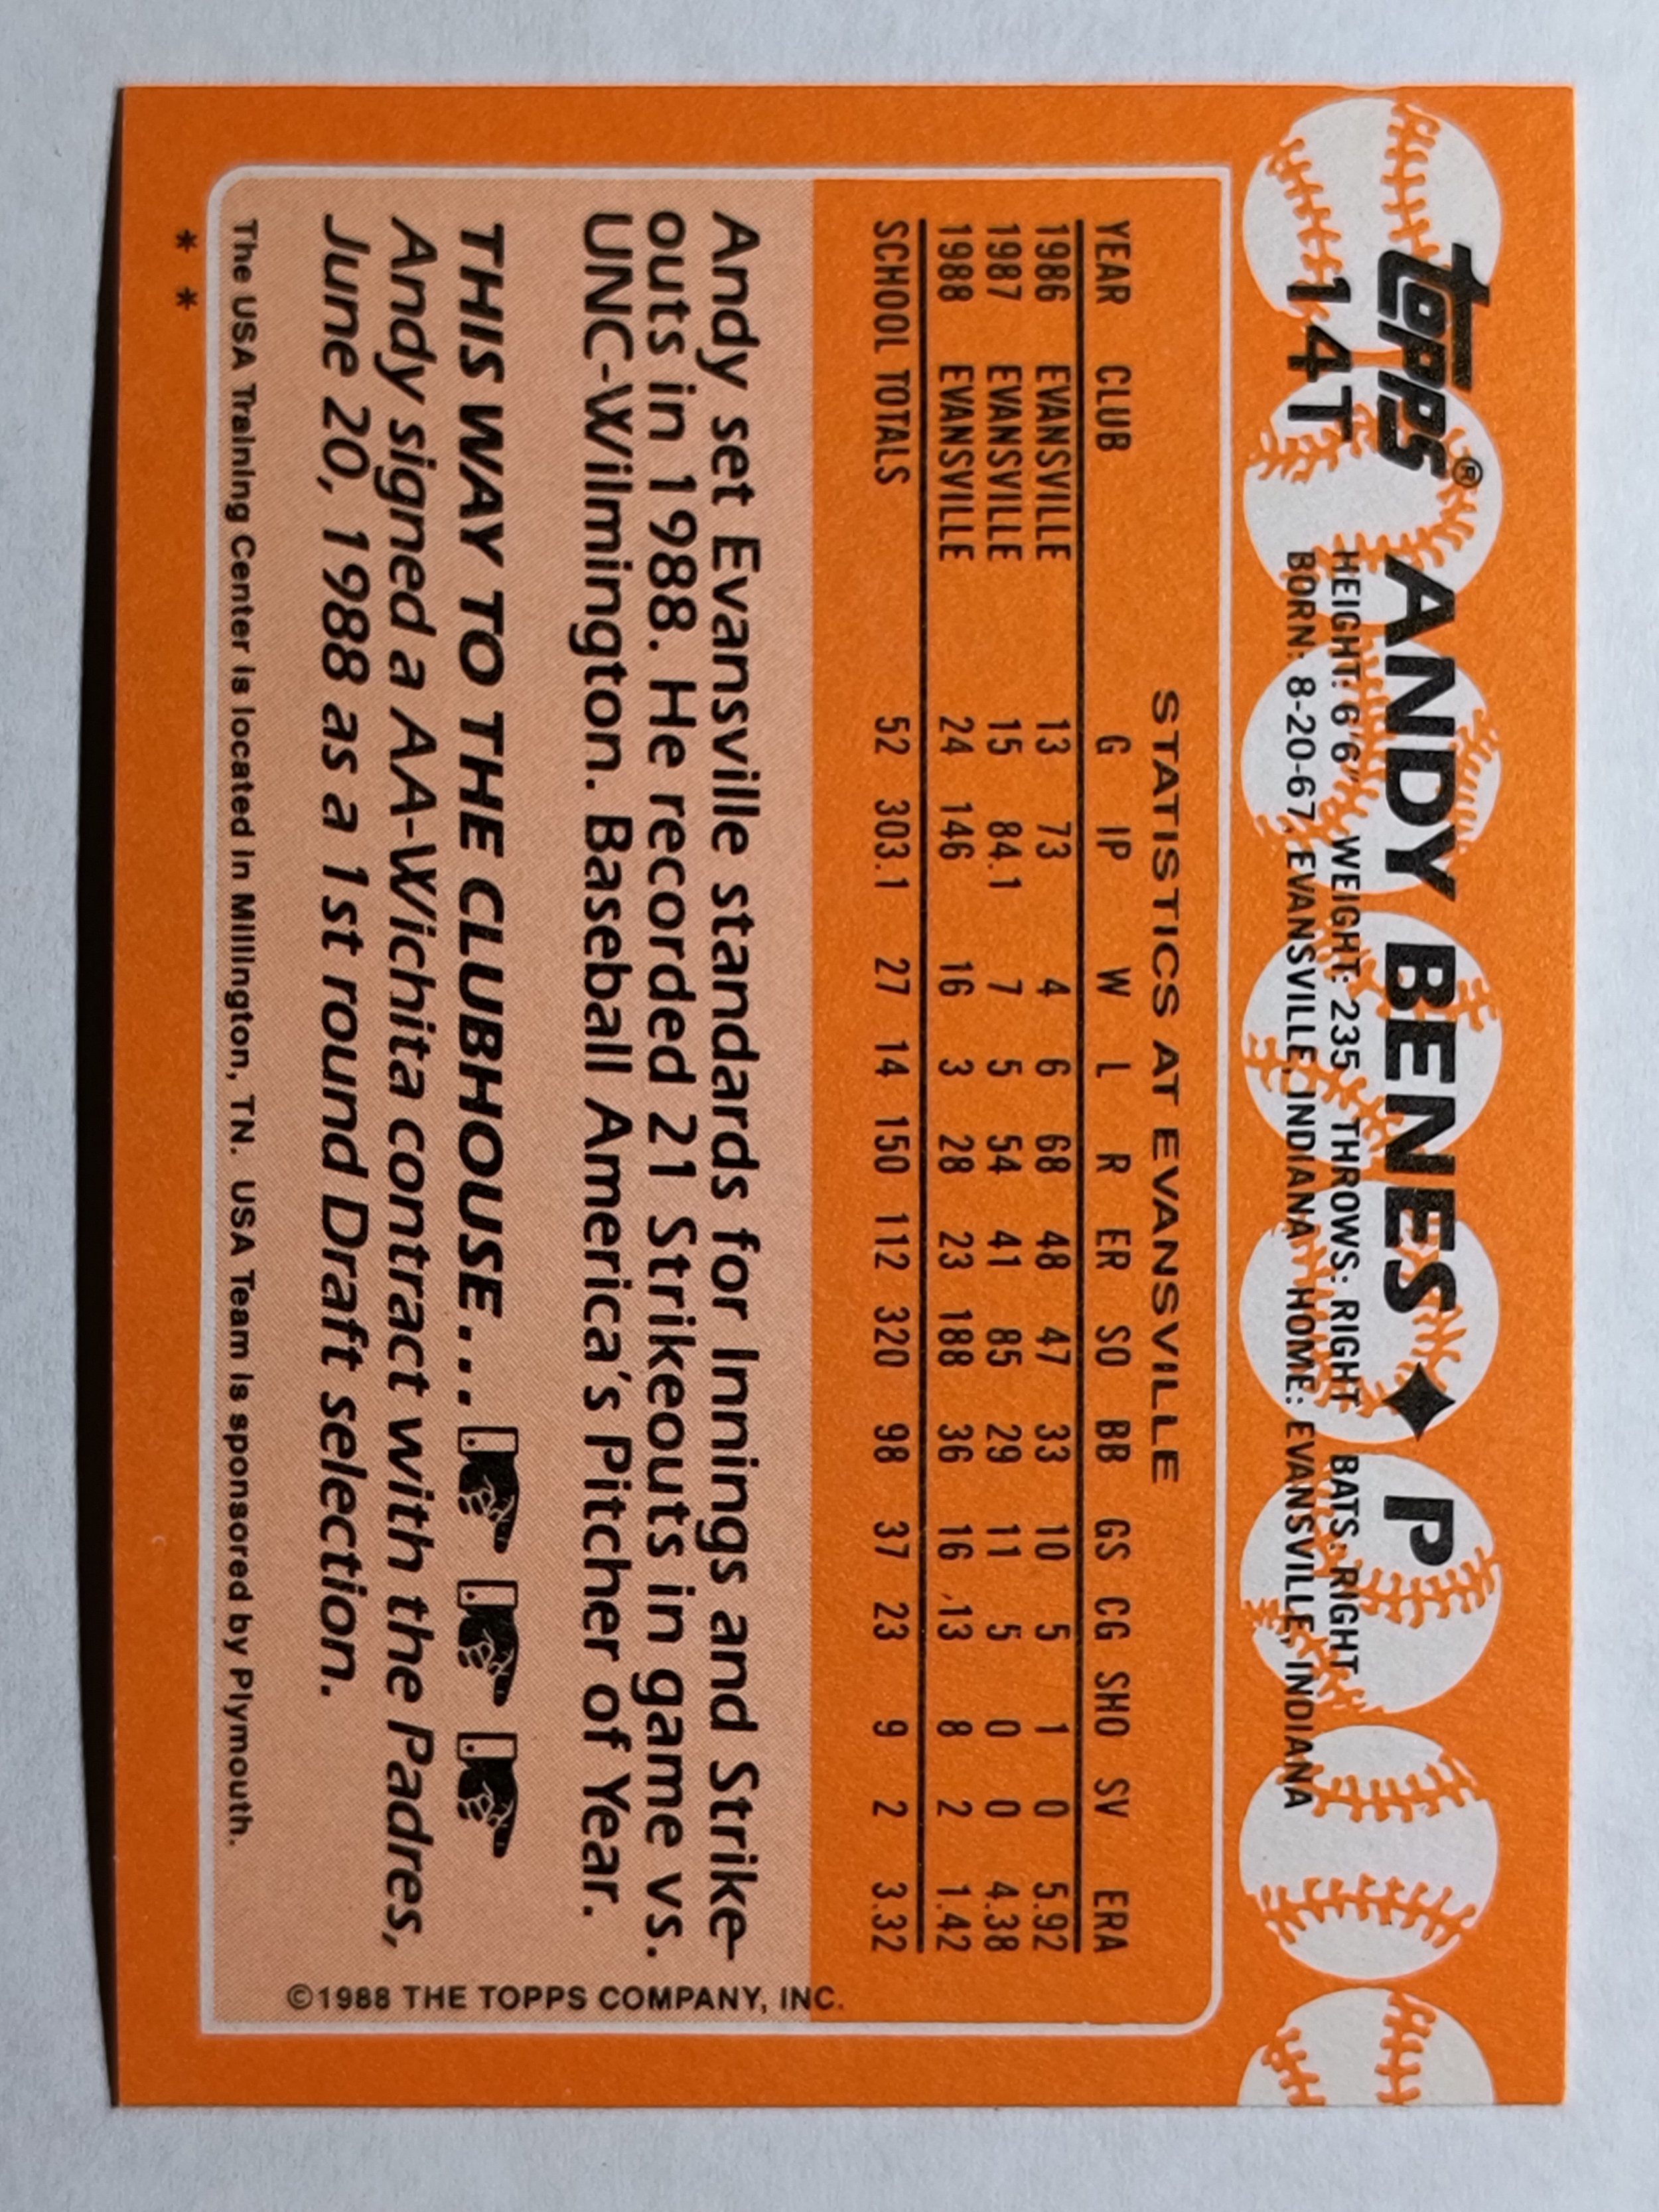 topps®
14T
ANDY BENES ♦ P
HEIGHT: 6'6" WEIGHT: 235 THROWS: RIGHT BATS: RIGHT
BORN: 8-20-67, EVANSVILLE, INDIANA HOME: EVANSVILLE, INDIANA
STATISTICS AT EVANSVILLE
YEAR CLUB G IP W L R ER SO BB GS CG SHO SV ERA
1986 EVANSVILLE 13 73 4 6 68 48 47 33 10 5 1 0 5.92
1987 EVANSVILLE 15 84.1 7 5 54 41 85 29 11 5 0 0 4.38
1988 EVANSVILLE 24 146 16 3 28 23 188 36 16 13 8 2 1.42
SCHOOL TOTALS 52 303.1 27 14 150 112 320 98 37 23 9 2 3.32
Andy set Evansville standards for Innings and Strike-
outs in 1988. He recorded 21 Strikeouts in game vs.
UNC-Wilmington. Baseball America's Pitcher of Year.
THIS WAY TO THE CLUBHOUSE...
Andy signed a AA-Wichita contract with the Padres,
June 20, 1988 as a 1st round Draft selection.
The USA Training Center is located in Millington, TN. USA Team is sponsored by Plymouth.
©1988 THE TOPPS COMPANY, INC.
* *